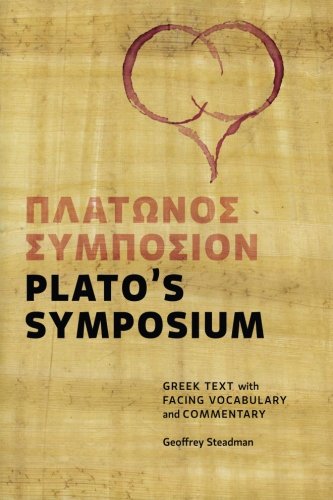 ΠΛΑΤΩΝΟΣ
ΣΥΜΠΟΣΙΟΝ
PLATO'S
SYMPOSIUM
GREEK TEXT with
FACING VOCABULARY
and COMMENTARY
Geoffrey Steadman